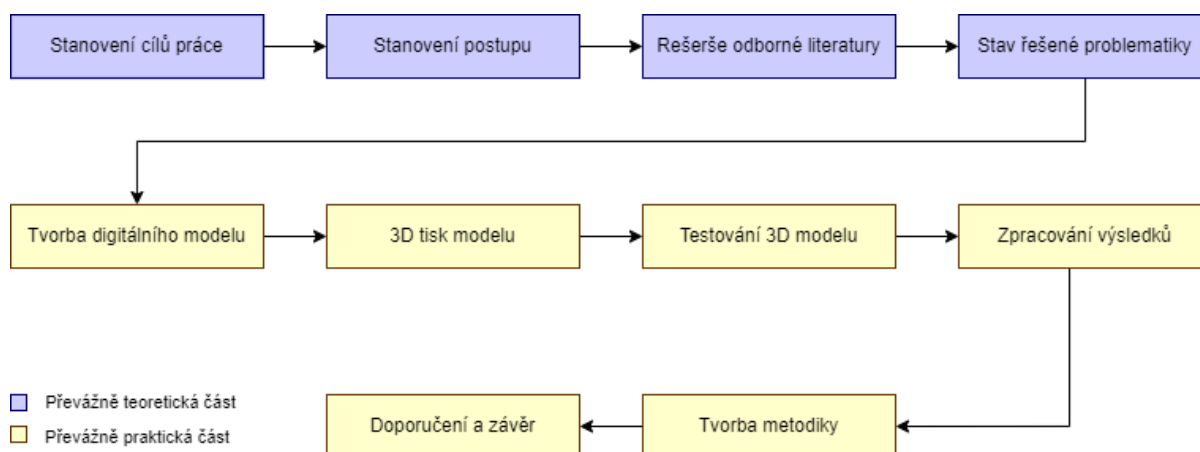 Stanovení cílů práce
Stanovení postupu
Rešerše odborné literatury
Stav řešené problematiky
Tvorba digitálního modelu
3D tisk modelu
Testování 3D modelu
Zpracování výsledků
Převážně teoretická část
Převážně praktická část
Doporučení a závěr
Tvorba metodiky